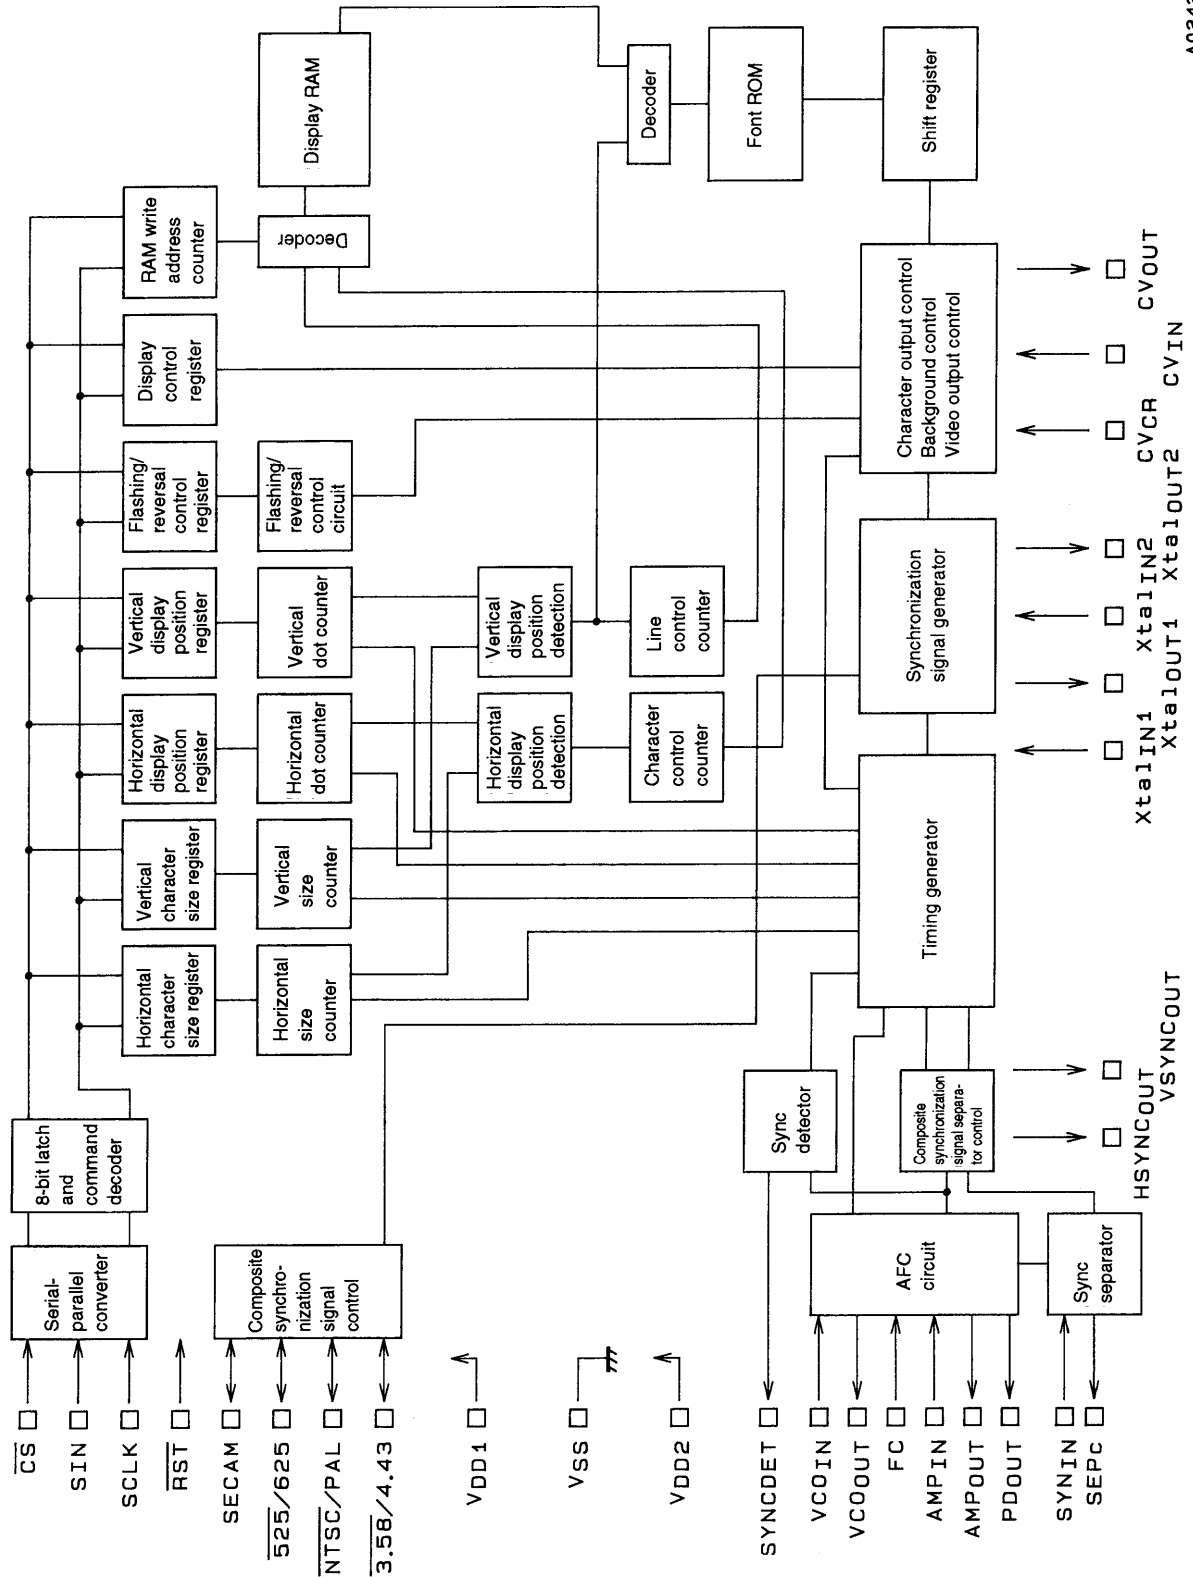 CS
SIN
SCLK
RST
SECAM
525/625
NTSC/PAL
3.58/4.43
VDD1
VSS
VDD2
SYNCDET
VCOIN
VCOOUT
FC
AMPIN
AMPOUT
PDOUT
SYNIN
SEPC
Serial-
parallel
converter
8-bit latch
and
command
decoder
Composite
synchro-
nization
signal
control
Horizontal
character
size register
Vertical
character
size register
Horizontal
display
position
register
Vertical
display
position
register
Flashing/
reversal
control
register
Display
control
register
RAM write
address
counter
Horizontal
size
counter
Vertical
size
counter
Horizontal
dot counter
Vertical
dot counter
Flashing/
reversal
control
circuit
Decoder
Display RAM
Horizontal
display
position
detection
Vertical
display
position
detection
Character
control
counter
Line
control
counter
Decoder
Font ROM
Shift register
Sync
detector
AFC
circuit
Composite
synchronization
signal separa-
tor control
Sync
separator
Timing generator
Synchronization
signal generator
Character output control
Background control
Video output control
HSYNCOUT
VSYNCOUT
XtalIN1
XtalOUT1
XtalIN2
XtalOUT2
CVCR
CVIN
CVOUT